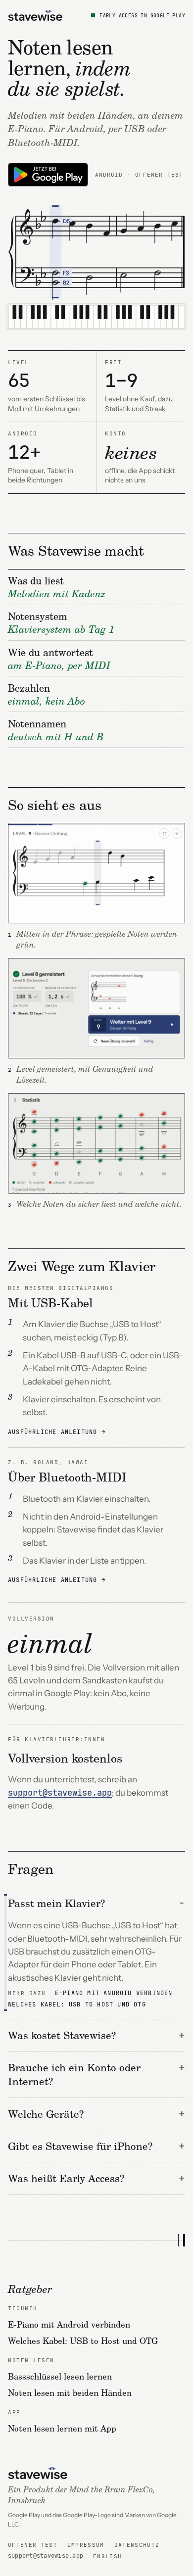 stavewise
EARLY ACCESS IN GOOGLE PLAY
Noten lesen
lernen, indem
du sie spielst.
Melodien mit beiden Händen, an deinem
E-Piano. Für Android, per USB oder
Bluetooth-MIDI.
JETZT BEI
Google Play
ANDROID · OFFENER TEST
D5
F3
B2
LEVEL
65
vom ersten Schlüssel bis
Moll mit Umkehrungen
FREI
1–9
Level ohne Kauf, dazu
Statistik und Streak
ANDROID
12+
Phone quer, Tablet in
beide Richtungen
KONTO
keines
offline, die App schickt
nichts an uns
Was Stavewise macht
Was du liest
Melodien mit Kadenz
Notensystem
Klaviersystem ab Tag 1
Wie du antwortest
am E-Piano, per MIDI
Bezahlen
einmal, kein Abo
Notennamen
deutsch mit H und B
So sieht es aus
1 Mitten in der Phrase; gespielte Noten werden
grün.
Level 8 gemeistert
100 %
1,2 s
Weiter mit Level 9
Fertig
2 Level gemeistert, mit Genauigkeit und
Lösezeit.
Statistik
C D E F G A H
3 Welche Noten du sicher liest und welche nicht.
Zwei Wege zum Klavier
DIE MEISTEN DIGITALPIANOS
Mit USB-Kabel
1 Am Klavier die Buchse „USB to Host“
suchen, meist eckig (Typ B).
2 Ein Kabel USB-B auf USB-C, oder ein USB-
A-Kabel mit OTG-Adapter. Reine
Ladekabel gehen nicht.
3 Klavier einschalten. Es erscheint von
selbst.
AUSFÜHRLICHE ANLEITUNG →
Z. B. ROLAND, KAWAI
Über Bluetooth-MIDI
1 Bluetooth am Klavier einschalten.
2 Nicht in den Android-Einstellungen
koppeln: Stavewise findet das Klavier
selbst.
3 Das Klavier in der Liste antippen.
AUSFÜHRLICHE ANLEITUNG →
VOLLVERSION
einmal
Level 1 bis 9 sind frei. Die Vollversion mit allen
65 Leveln und dem Sandkasten kaufst du
einmal in Google Play: kein Abo, keine
Werbung.
FÜR KLAVIERLEHRER:INNEN
Vollversion kostenlos
Wenn du unterrichtest, schreib an
support@stavewise.app; du bekommst
einen Code.
Fragen
Passt mein Klavier? –
Wenn es eine USB-Buchse „USB to Host“ hat
oder Bluetooth-MIDI, sehr wahrscheinlich. Für
USB brauchst du zusätzlich einen OTG-
Adapter für dein Phone oder Tablet. Ein
akustisches Klavier geht nicht.
MEHR DAZU E-PIANO MIT ANDROID VERBINDEN
WELCHES KABEL: USB TO HOST UND OTG
Was kostet Stavewise? +
Brauche ich ein Konto oder
Internet? +
Welche Geräte? +
Gibt es Stavewise für iPhone? +
Was heißt Early Access? +
Ratgeber
TECHNIK
E-Piano mit Android verbinden
Welches Kabel: USB to Host und OTG
NOTEN LESEN
Bassschlüssel lesen lernen
Noten lesen mit beiden Händen
APP
Noten lesen lernen mit App
stavewise
Ein Produkt der Mind the Brain FlexCo,
Innsbruck
Google Play und das Google Play-Logo sind Marken von Google
LLC.
OFFENER TEST IMPRESSUM DATENSCHUTZ
support@stavewise.app ENGLISH